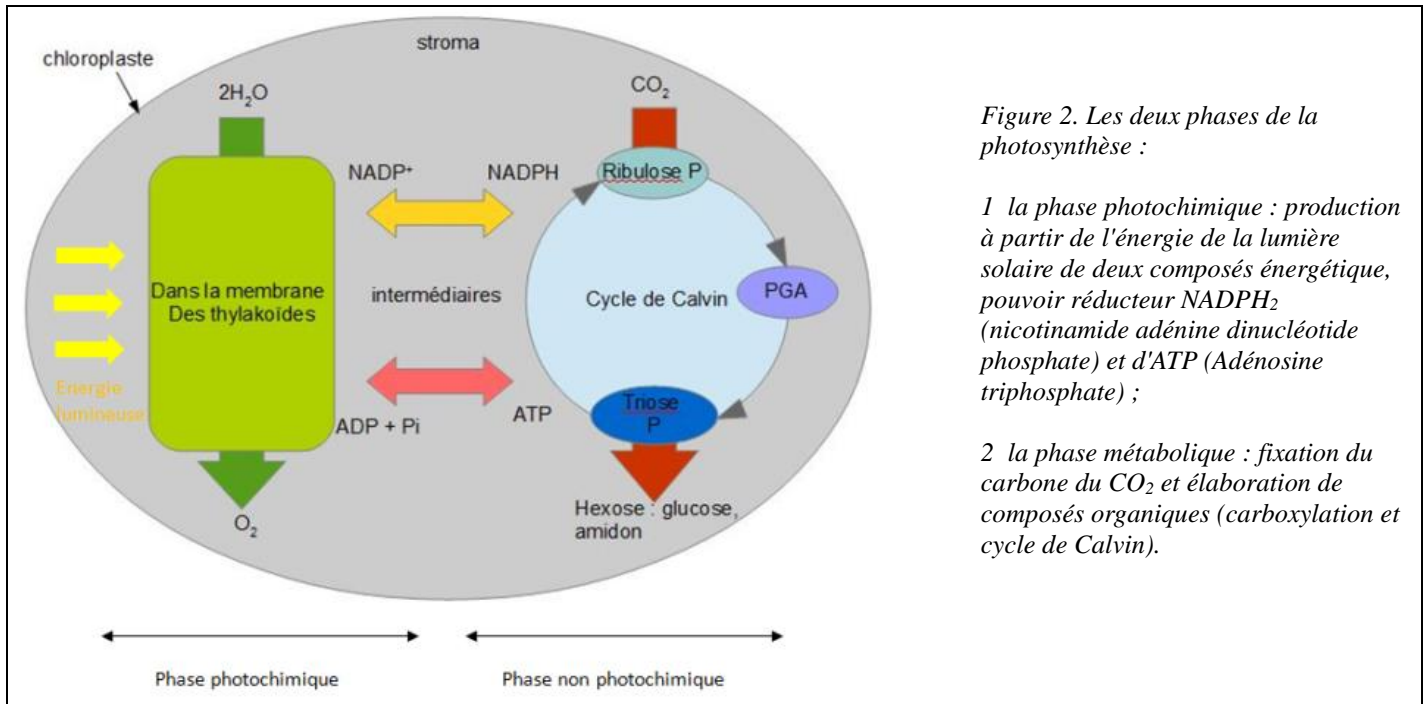 stroma
chloroplaste
2H₂O
CO₂
NADP⁺
NADPH
Ribulose P
Dans la membrane
Des thylakoïdes
intermédiaires
Cycle de Calvin
PGA
Energie
lumineuse
ADP + Pi
ATP
Triose
P
O₂
Hexose : glucose,
amidon
Phase photochimique
Phase non photochimique
Figure 2. Les deux phases de la
photosynthèse :
1 la phase photochimique : production
à partir de l'énergie de la lumière
solaire de deux composés énergétique,
pouvoir réducteur NADPH₂
(nicotinamide adénine dinucléotide
phosphate) et d'ATP (Adénosine
triphosphate) ;
2 la phase métabolique : fixation du
carbone du CO₂ et élaboration de
composés organiques (carboxylation et
cycle de Calvin).